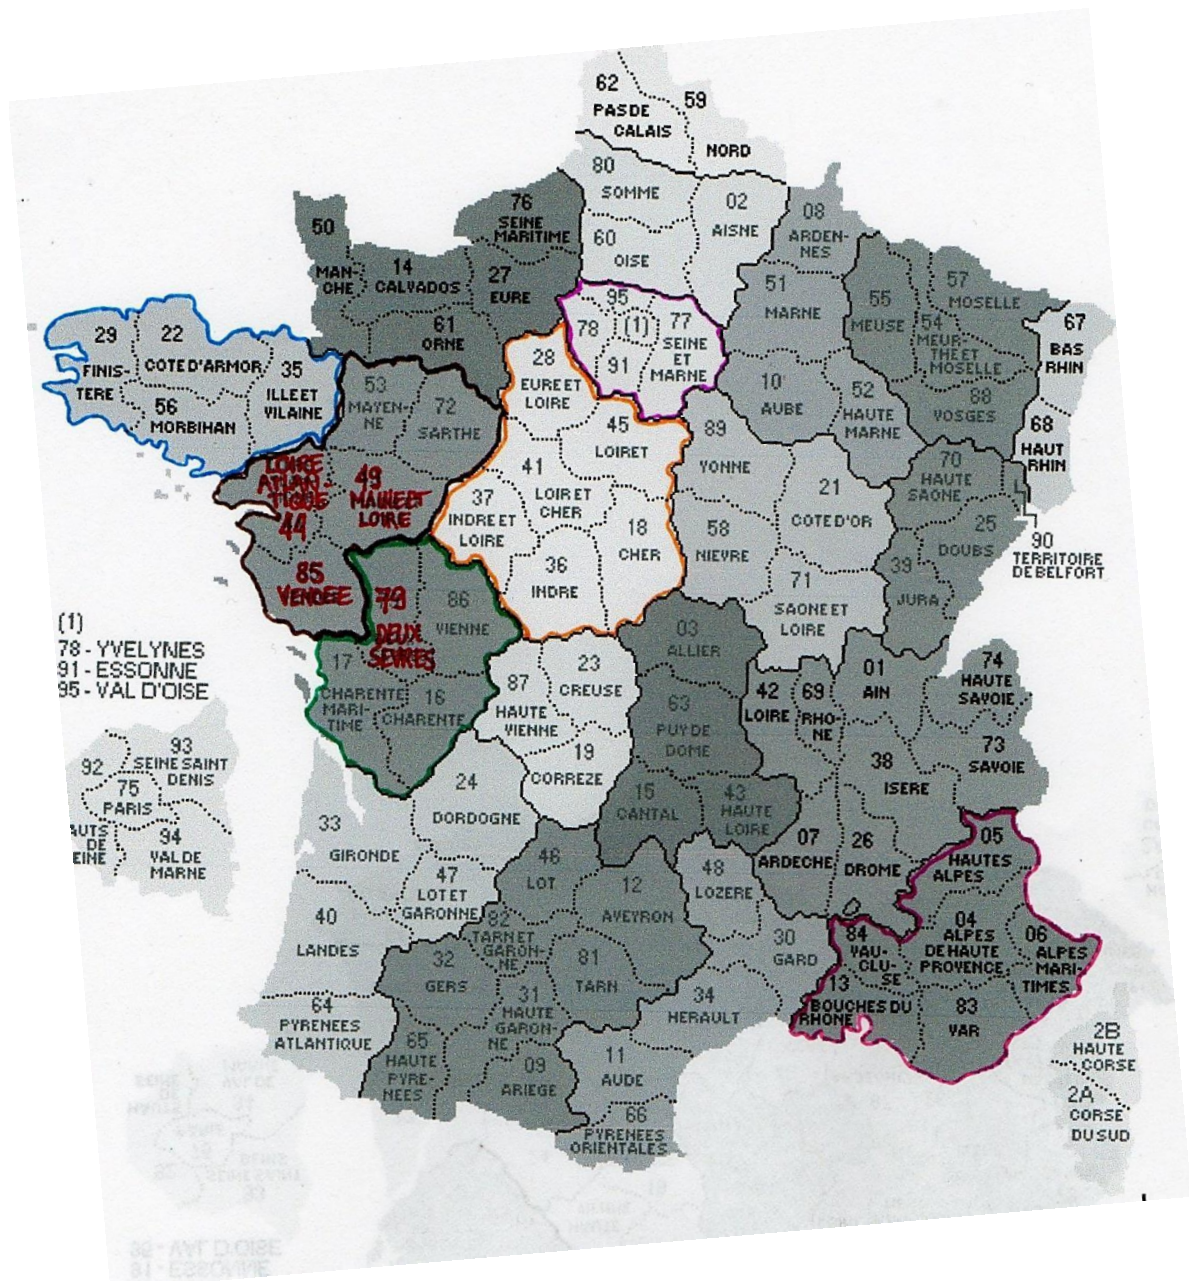 62
PAS DE
CALAIS
59
NORD
80
SOMME
02
AISNE
60
OISE
08
ARDEN-
NES
76
SEINE
MARITIME
50
MAN-
CHE
14
CALVADOS
27
EURE
61
ORNE
95
78
(1)
77
SEINE
ET
MARNE
91
51
MARNE
55
MEUSE
57
MOSELLE
54
MEUR-
THE ET
MOSELLE
67
BAS
RHIN
88
VOSGES
68
HAUT
RHIN
10
AUBE
52
HAUTE
MARNE
29
FINIS-
TERE
22
COTE D'ARMOR
35
ILLE ET
VILAINE
56
MORBIHAN
53
MAYEN-
NE
72
SARTHE
28
EURE ET
LOIRE
45
LOIRET
89
YONNE
LOIRE
ATLAN-
TIQUE
44
49
MAINE ET
LOIRE
41
LOIR ET
CHER
37
INDRE ET
LOIRE
18
CHER
36
INDRE
58
NIEVRE
21
COTE D'OR
70
HAUTE
SAONE
25
DOUBS
90
TERRITOIRE
DE BELFORT
39
JURA
71
SAONE ET
LOIRE
85
VENDEE
79
DEUX
SEVRES
86
VIENNE
17
CHARENTE
MARI-
TIME
16
CHARENTE
87
HAUTE
VIENNE
23
CREUSE
19
CORREZE
03
ALLIER
63
PUY DE
DOME
15
CANTAL
43
HAUTE
LOIRE
42
LOIRE
69
RHO-
NE
01
AIN
74
HAUTE
SAVOIE
73
SAVOIE
38
ISERE
07
ARDECHE
26
DROME
05
HAUTES
ALPES
(1)
78 - YVELYNES
91 - ESSONNE
95 - VAL D'OISE
93
SEINE SAINT
DENIS
92
75
PARIS
94
VAL DE
MARNE
AUTS
DE
EINE
24
DORDOGNE
33
GIRONDE
47
LOT ET
GARONNE
40
LANDES
64
PYRENEES
ATLANTIQUE
46
LOT
12
AVEYRON
48
LOZERE
82
TARN ET
GARON-
NE
32
GERS
81
TARN
31
HAUTE
GARON-
NE
65
HAUTE
PYRE-
NEES
09
ARIEGE
30
GARD
34
HERAULT
11
AUDE
66
PYRENEES
ORIENTALES
84
VAU-
CLU-
SE
04
ALPES
DE HAUTE
PROVENCE
06
ALPES
MARI-
TIMES
13
BOUCHES DU
RHONE
83
VAR
2B
HAUTE
CORSE
2A
CORSE
DU SUD